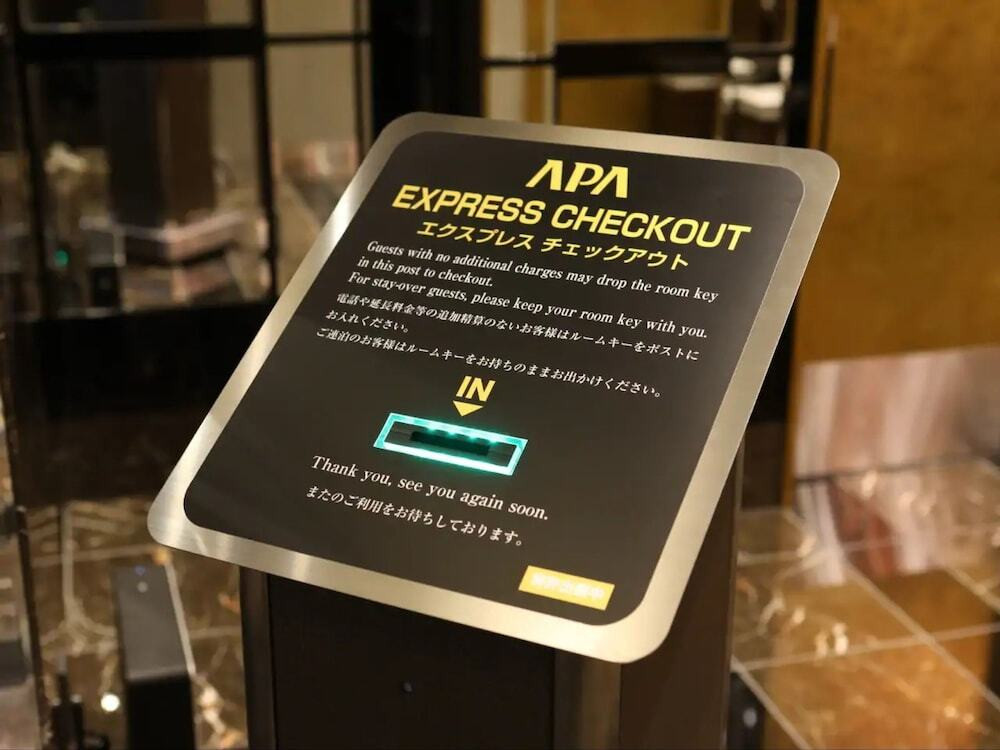 APA
EXPRESS CHECKOUT
エクスプレス チェックアウト
Guests with no additional charges may drop the room key
in this post to checkout.
For stay-over guests, please keep your room key with you.
電話や延長料金等の追加精算のないお客様はルームキーをポストに
お入れください。
ご連泊のお客様はルームキーをお持ちのままお出かけください。
IN
Thank you, see you again soon.
またのご利用をお待ちしております。
特許出願中